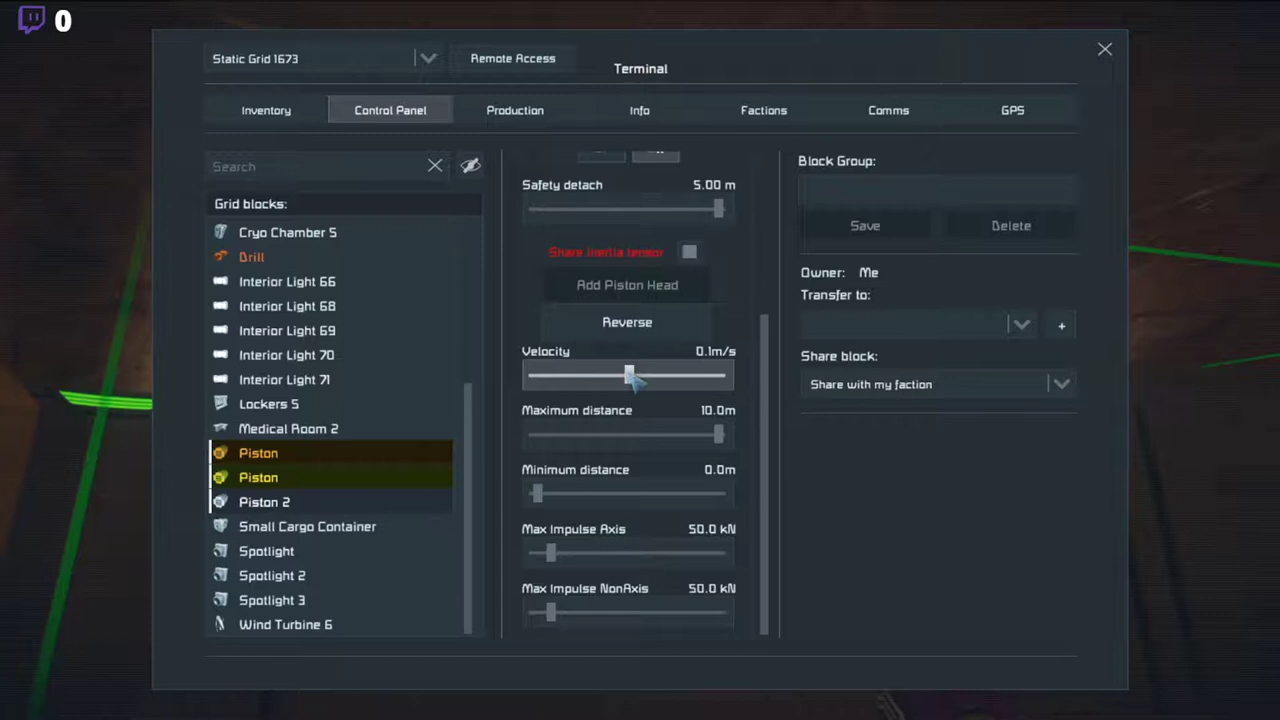 0
Static Grid 1673
Remote Access
Terminal
Inventory
Control Panel
Production
Info
Factions
Comms
GPS
Search
Grid blocks:
Cryo Chamber 5
Drill
Interior Light 66
Interior Light 68
Interior Light 69
Interior Light 70
Interior Light 71
Lockers 5
Medical Room 2
Piston
Piston
Piston 2
Small Cargo Container
Spotlight
Spotlight 2
Spotlight 3
Wind Turbine 6
Safety detach 5.00 m
Share inertia tensor
Add Piston Head
Reverse
Velocity 0.1m/s
Maximum distance 10.0m
Minimum distance 0.0m
Max Impulse Axis 50.0 kN
Max Impulse NonAxis 50.0 kN
Block Group:
Save
Delete
Owner: Me
Transfer to:
+
Share block:
Share with my faction